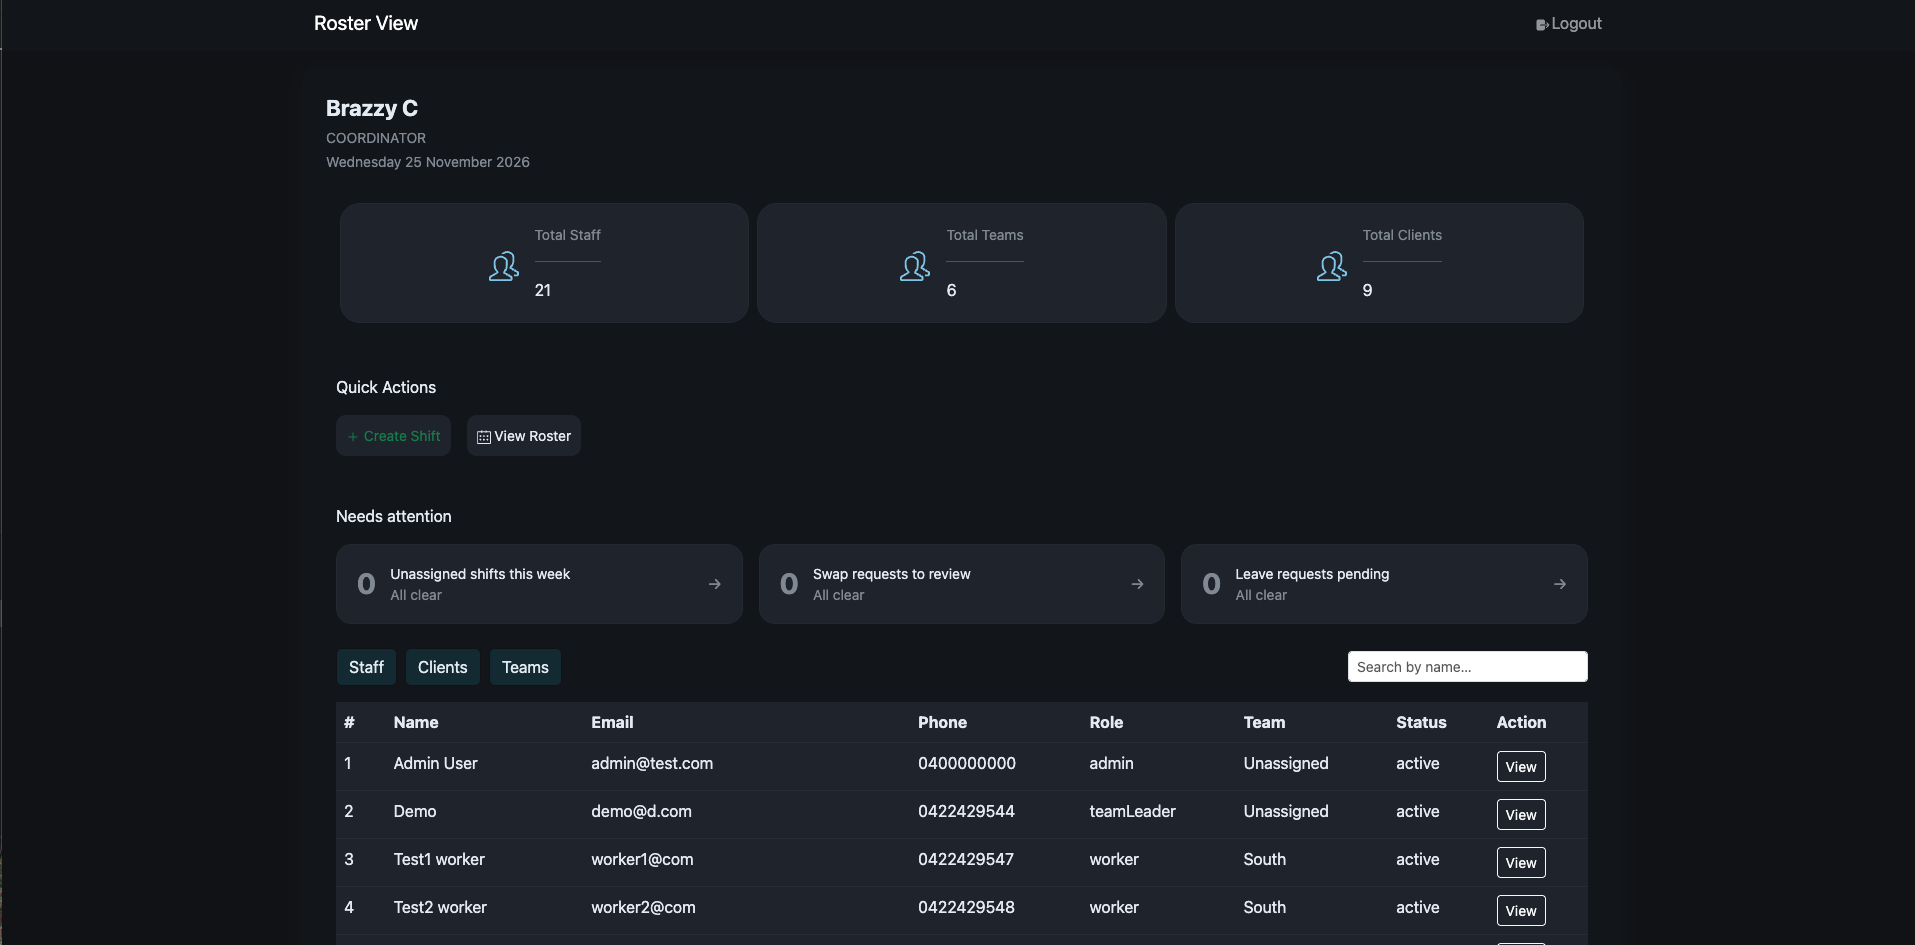 Roster View
Logout
Brazzy C
COORDINATOR
Wednesday 25 November 2026
Total Staff
21
Total Teams
6
Total Clients
9
Quick Actions
+ Create Shift
View Roster
Needs attention
0 Unassigned shifts this week
All clear
0 Swap requests to review
All clear
0 Leave requests pending
All clear
Staff Clients Teams
Search by name...
# Name Email Phone Role Team Status Action
1 Admin User admin@test.com 0400000000 admin Unassigned active View
2 Demo demo@d.com 0422429544 teamLeader Unassigned active View
3 Test1 worker worker1@com 0422429547 worker South active View
4 Test2 worker worker2@com 0422429548 worker South active View